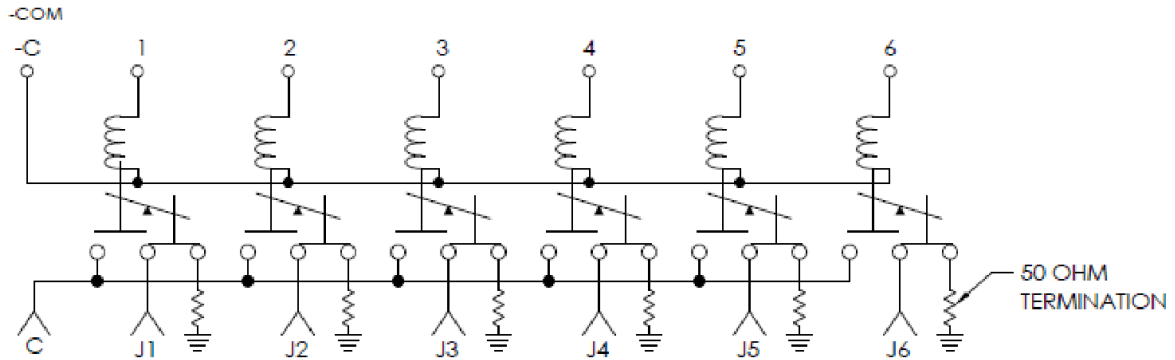 -COM
-C 1 2 3 4 5 6
50 OHM
TERMINATION
C J1 J2 J3 J4 J5 J6